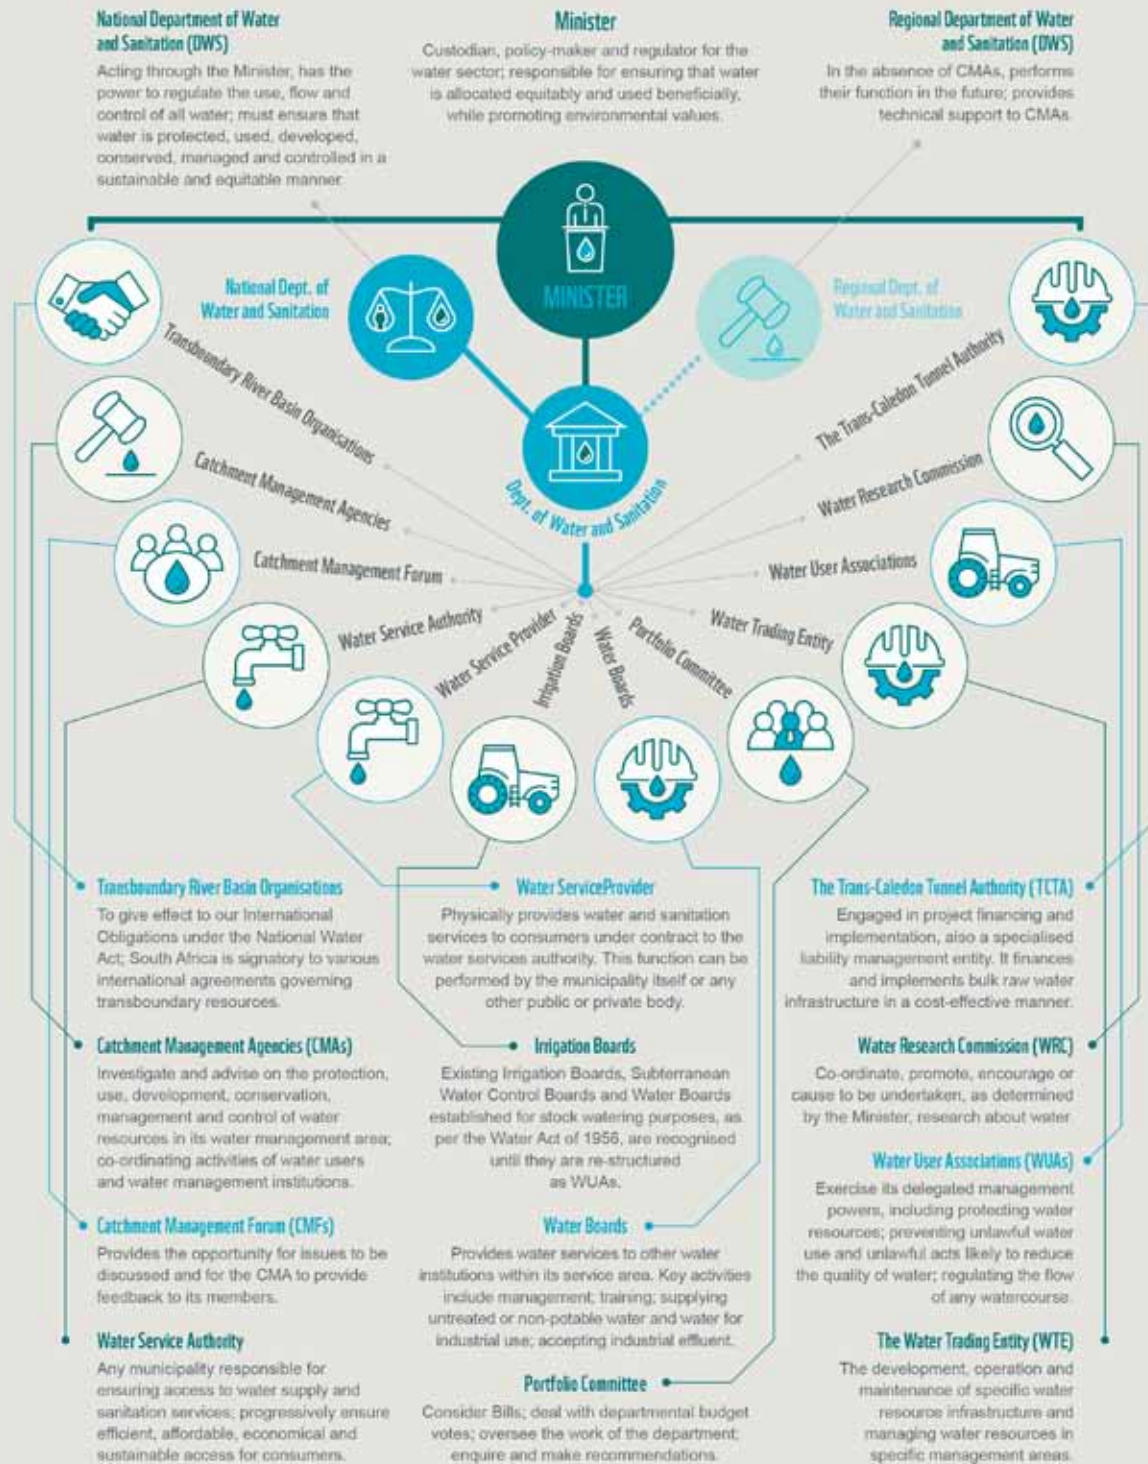 National Department of Water
and Sanitation (DWS)
Acting through the Minister, has the
power to regulate the use, flow and
control of all water; must ensure that
water is protected, used, developed,
conserved, managed and controlled in a
sustainable and equitable manner.
Minister
Custodian, policy-maker and regulator for the
water sector; responsible for ensuring that water
is allocated equitably and used beneficially,
while promoting environmental values.
Regional Department of Water
and Sanitation (DWS)
In the absence of CMAs, performs
their function in the future; provides
technical support to CMAs.
MINISTER
National Dept. of
Water and Sanitation
Regional Dept. of
Water and Sanitation
Dept. of Water and Sanitation
Transboundary River Basin Organisations
Catchment Management Agencies
Catchment Management Forum
Water Service Authority
Water Service Provider
Irrigation Boards
Water Boards
Portfolio Committee
Water Trading Entity
Water User Associations
Water Research Commission
The Trans-Caledon Tunnel Authority
Transboundary River Basin Organisations
To give effect to our International
Obligations under the National Water
Act; South Africa is signatory to various
international agreements governing
transboundary resources.
Catchment Management Agencies (CMAs)
Investigate and advise on the protection,
use, development, conservation,
management and control of water
resources in its water management area;
co-ordinating activities of water users
and water management institutions.
Catchment Management Forum (CMFs)
Provides the opportunity for issues to be
discussed and for the CMA to provide
feedback to its members.
Water Service Authority
Any municipality responsible for
ensuring access to water supply and
sanitation services; progressively ensure
efficient, affordable, economical and
sustainable access for consumers.
Water ServiceProvider
Physically provides water and sanitation
services to consumers under contract to the
water services authority. This function can be
performed by the municipality itself or any
other public or private body.
Irrigation Boards
Existing Irrigation Boards, Subterranean
Water Control Boards and Water Boards
established for stock watering purposes, as
per the Water Act of 1956, are recognised
until they are re-structured
as WUAs.
Water Boards
Provides water services to other water
institutions within its service area. Key activities
include management; training; supplying
untreated or non-potable water and water for
industrial use; accepting industrial effluent.
Portfolio Committee
Consider Bills; deal with departmental budget
votes; oversee the work of the department;
enquire and make recommendations.
The Trans-Caledon Tunnel Authority (TCTA)
Engaged in project financing and
implementation, also a specialised
liability management entity. It finances
and implements bulk raw water
infrastructure in a cost-effective manner.
Water Research Commission (WRC)
Co-ordinate, promote, encourage or
cause to be undertaken, as determined
by the Minister, research about water
Water User Associations (WUAs)
Exercise its delegated management
powers, including protecting water
resources; preventing unlawful water
use and unlawful acts likely to reduce
the quality of water; regulating the flow
of any watercourse.
The Water Trading Entity (WTE)
The development, operation and
maintenance of specific water
resource infrastructure and
managing water resources in
specific management areas.